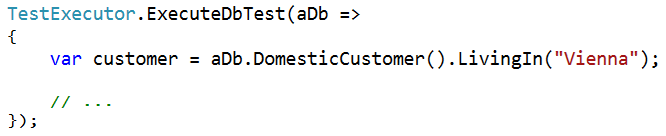 TestExecutor.ExecuteDbTest(aDb =>
{
    var customer = aDb.DomesticCustomer().LivingIn("Vienna");
    // ...
});